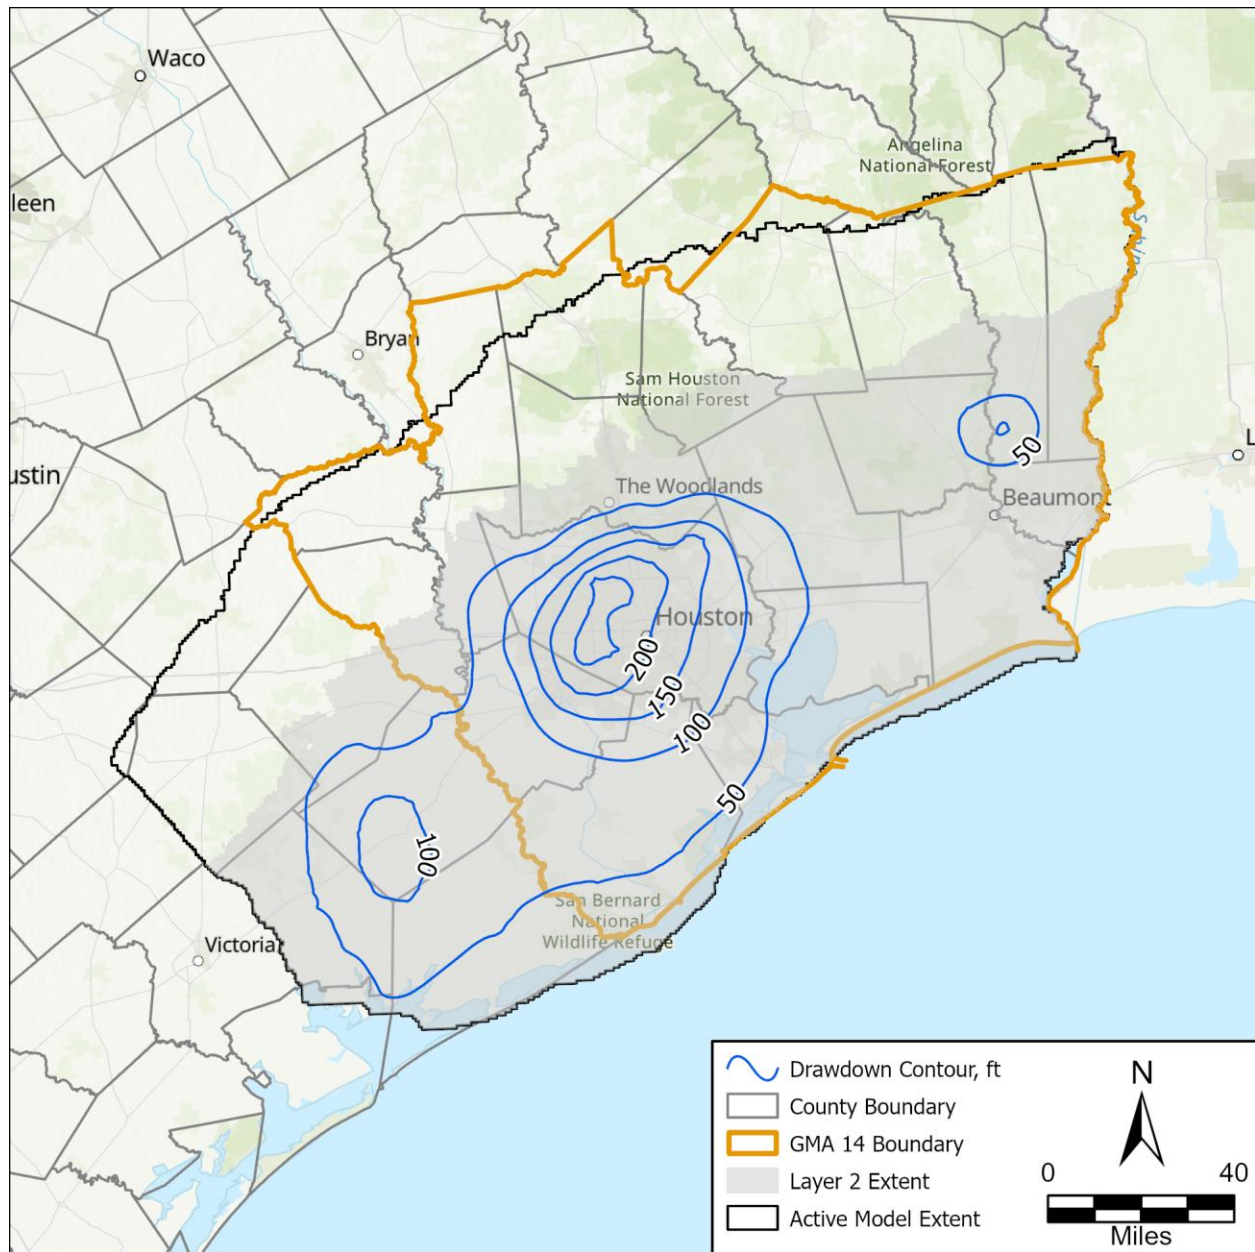 Waco
Angelina
National Forest
leen
Sabine
Bryan
Sam Houston
National Forest
50
L
ustin
The Woodlands
Beaumon
Houston
200
150
100
50
100
San Bernard
National
Wildlife Refuge
Victoria
Drawdown Contour, ft
County Boundary
GMA 14 Boundary
Layer 2 Extent
Active Model Extent
N
0 40
Miles